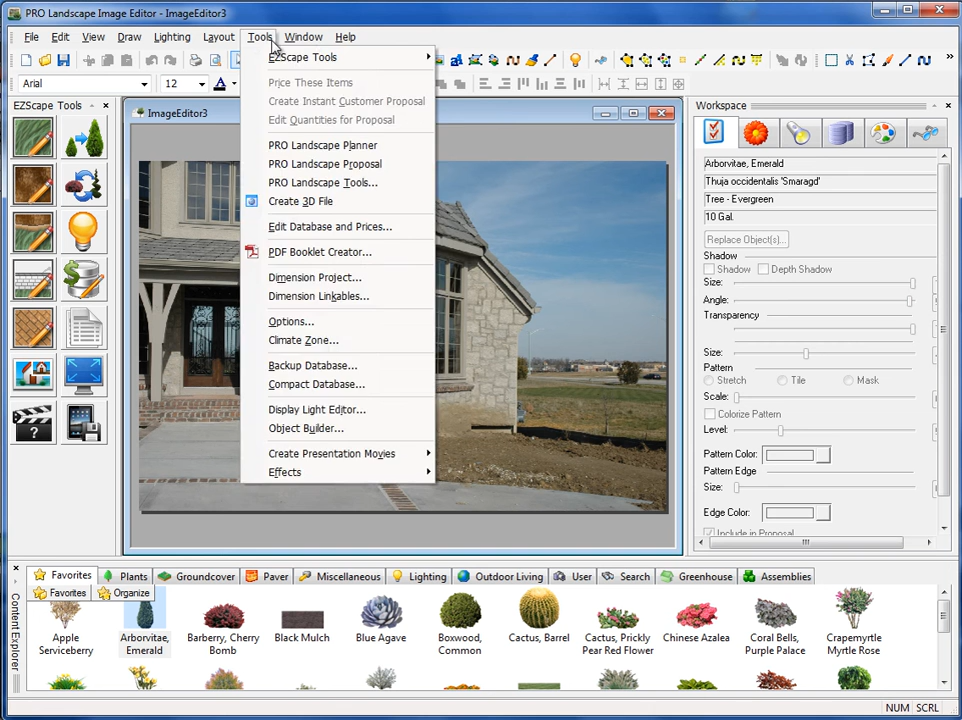 PRO Landscape Image Editor - ImageEditor3
File Edit View Draw Lighting Layout Tools Window Help
Arial 12 A
EZScape Tools
ImageEditor3
EZScape Tools
Price These Items
Create Instant Customer Proposal
Edit Quantities for Proposal
PRO Landscape Planner
PRO Landscape Proposal
PRO Landscape Tools...
Create 3D File
Edit Database and Prices...
PDF Booklet Creator...
Dimension Project...
Dimension Linkables...
Options...
Climate Zone...
Backup Database...
Compact Database...
Display Light Editor...
Object Builder...
Create Presentation Movies
Effects
Workspace
Arborvitae, Emerald
Thuja occidentalis 'Smaragd'
Tree - Evergreen
10 Gal.
Replace Object(s)...
Shadow
Shadow Depth Shadow
Size:
Angle:
Transparency
Size:
Pattern
Stretch Tile Mask
Scale:
Colorize Pattern
Level:
Pattern Color:
Pattern Edge
Size:
Edge Color:
Include in Proposal
Content Explorer
Favorites Plants Groundcover Paver Miscellaneous Lighting Outdoor Living User Search Greenhouse Assemblies
Favorites Organize
Apple Serviceberry
Arborvitae, Emerald
Barberry, Cherry Bomb
Black Mulch
Blue Agave
Boxwood, Common
Cactus, Barrel
Cactus, Prickly Pear Red Flower
Chinese Azalea
Coral Bells, Purple Palace
Crapemyrtle Myrtle Rose
NUM SCRL